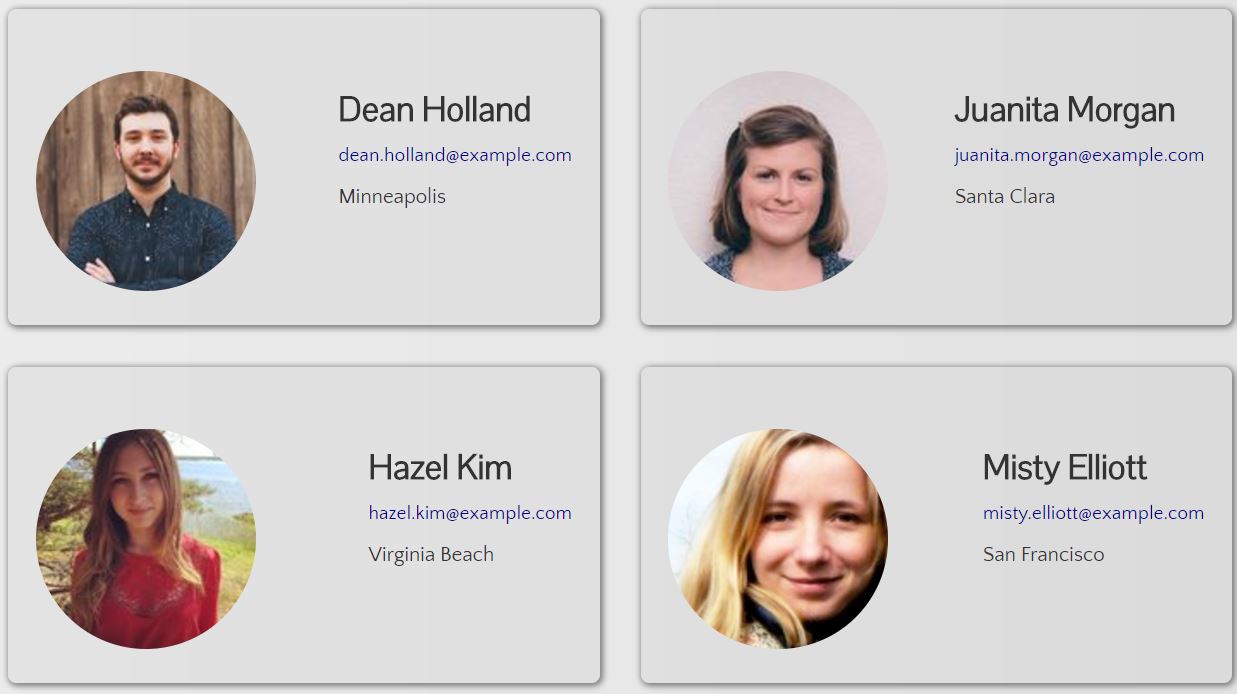 Dean Holland
dean.holland@example.com
Minneapolis
Juanita Morgan
juanita.morgan@example.com
Santa Clara
Hazel Kim
hazel.kim@example.com
Virginia Beach
Misty Elliott
misty.elliott@example.com
San Francisco